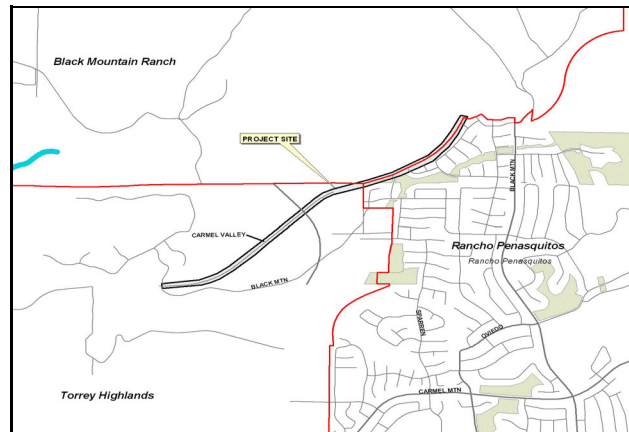 Black Mountain Ranch
PROJECT SITE
BLACK MTN
CARMEL VALLEY
Rancho Penasquitos
Rancho Penasquitos
BLACK MTN
SPARREN
OVIEDO
CARMEL MTN
Torrey Highlands